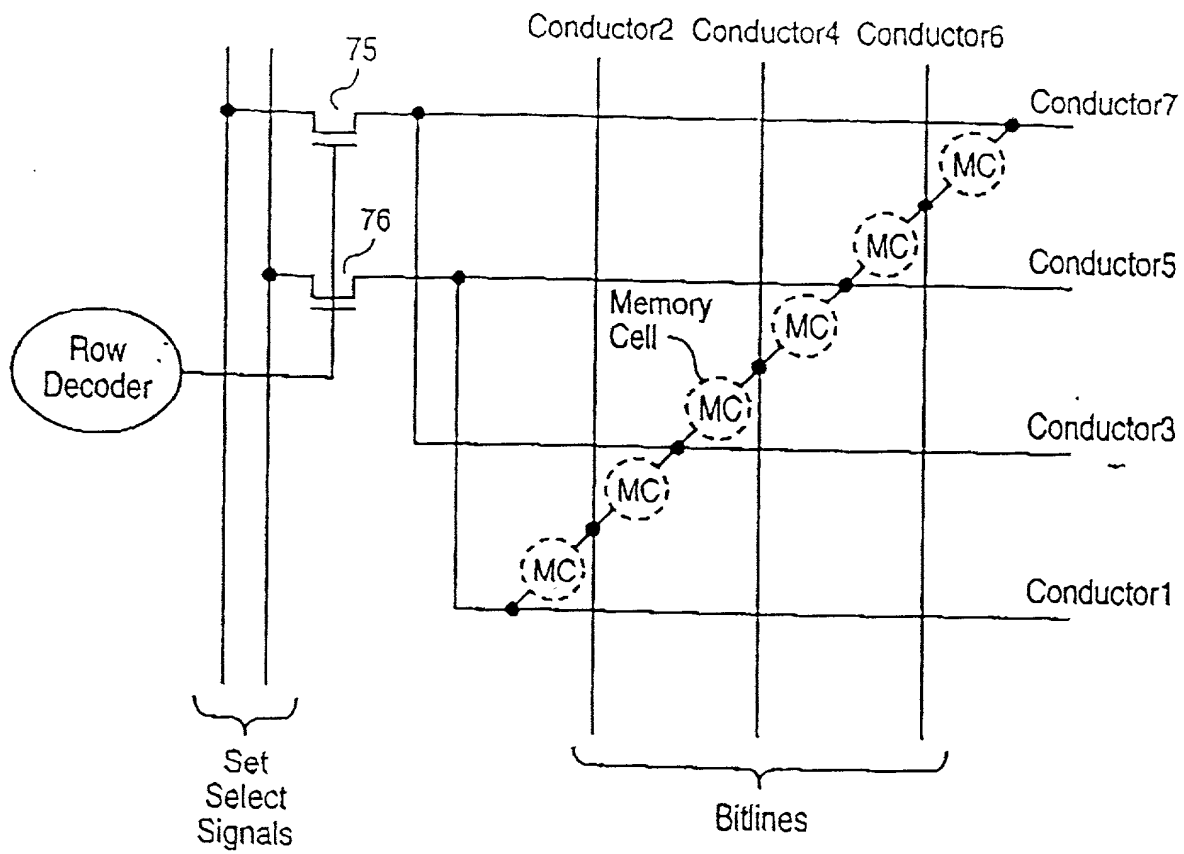 Conductor2 Conductor4 Conductor6
75
Conductor7
MC
76
MC
Conductor5
Memory
Cell
MC
Row
Decoder
MC
Conductor3
MC
MC
Conductor1
Set
Select
Signals
Bitlines